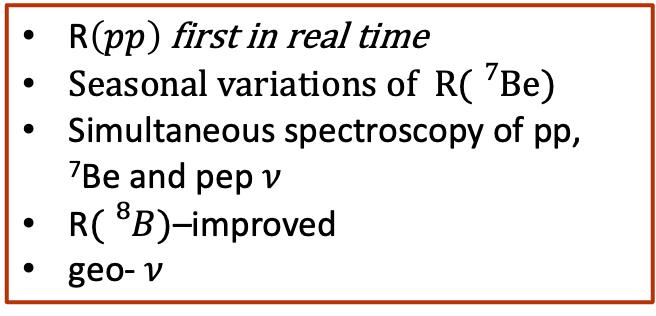 • R(pp) first in real time
• Seasonal variations of R( ⁷Be)
• Simultaneous spectroscopy of pp,
⁷Be and pep ν
• R( ⁸B)–improved
• geo- ν